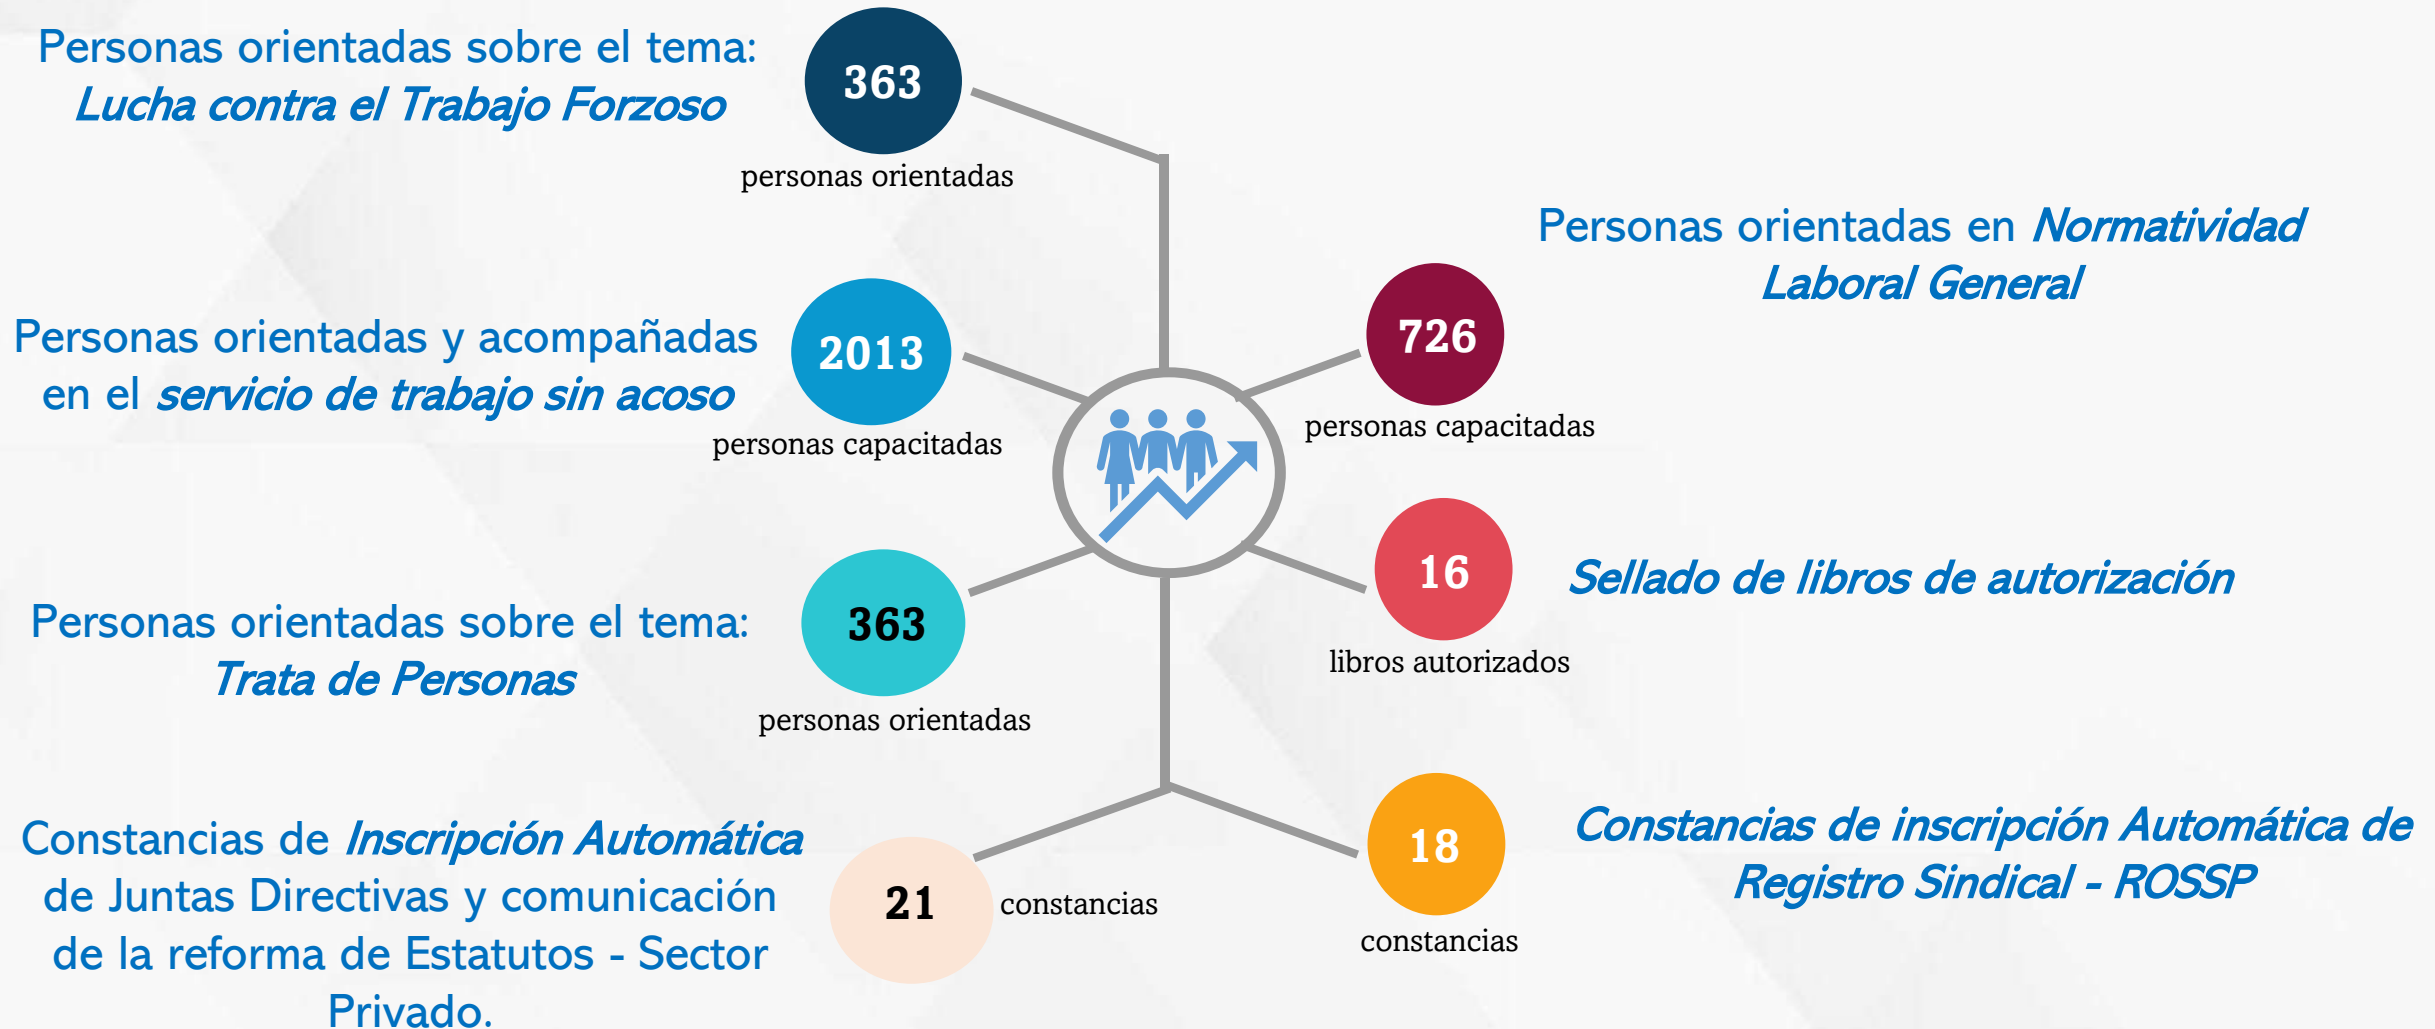 Personas orientadas sobre el tema:
Lucha contra el Trabajo Forzoso
363
personas orientadas
Personas orientadas y acompañadas
en el servicio de trabajo sin acoso
2013
personas capacitadas
Personas orientadas sobre el tema:
Trata de Personas
363
personas orientadas
Constancias de Inscripción Automática
de Juntas Directivas y comunicación
de la reforma de Estatutos - Sector
Privado.
21
constancias
Personas orientadas en Normatividad
Laboral General
726
personas capacitadas
16
Sellado de libros de autorización
libros autorizados
Constancias de inscripción Automática de
Registro Sindical - ROSSP
18
constancias